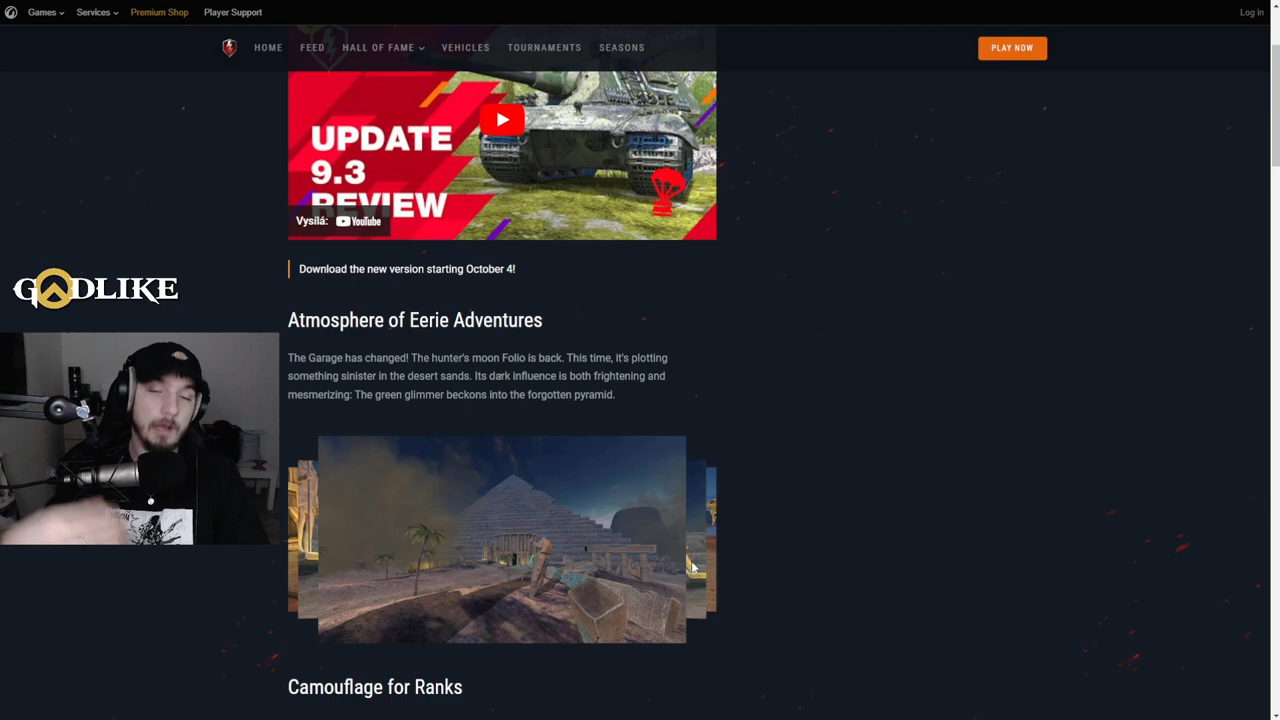 Games
Services
Premium Shop
Player Support
Log in
HOME
FEED
HALL OF FAME
VEHICLES
TOURNAMENTS
SEASONS
PLAY NOW
UPDATE
9.3
REVIEW
Vysílá: YouTube
Download the new version starting October 4!
GODLIKE
Atmosphere of Eerie Adventures
The Garage has changed! The hunter's moon Folio is back. This time, it's plotting
something sinister in the desert sands. Its dark influence is both frightening and
mesmerizing: The green glimmer beckons into the forgotten pyramid.
Camouflage for Ranks